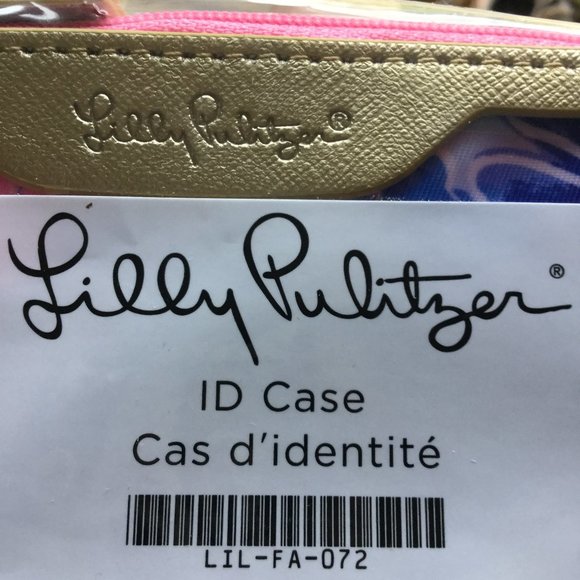 Lilly Pulitzer®
Lilly Pulitzer®
ID Case
Cas d'identité
LIL-FA-072